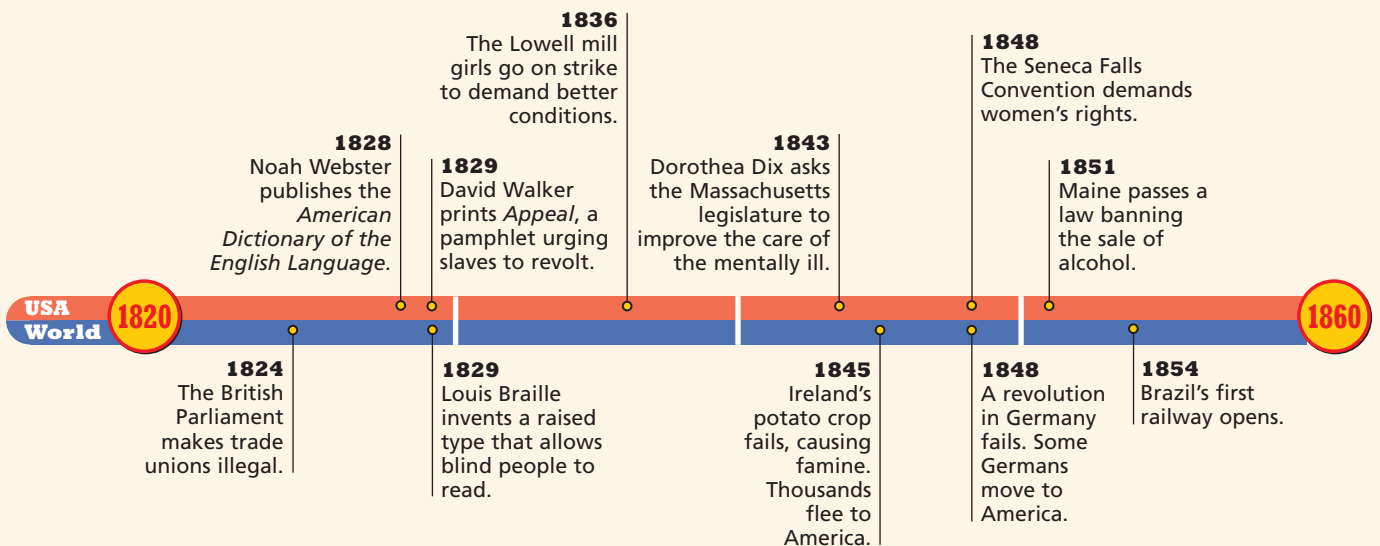 1836
The Lowell mill
girls go on strike
to demand better
conditions.
1848
The Seneca Falls
Convention demands
women's rights.
1828
Noah Webster
publishes the
American
Dictionary of the
English Language.
1829
David Walker
prints Appeal, a
pamphlet urging
slaves to revolt.
1843
Dorothea Dix asks
the Massachusetts
legislature to
improve the care of
the mentally ill.
1851
Maine passes a
law banning
the sale of
alcohol.
USA
World
1820
1860
1824
The British
Parliament
makes trade
unions illegal.
1829
Louis Braille
invents a raised
type that allows
blind people to
read.
1845
Ireland's
potato crop
fails, causing
famine.
Thousands
flee to
America.
1848
A revolution
in Germany
fails. Some
Germans
move to
America.
1854
Brazil's first
railway opens.